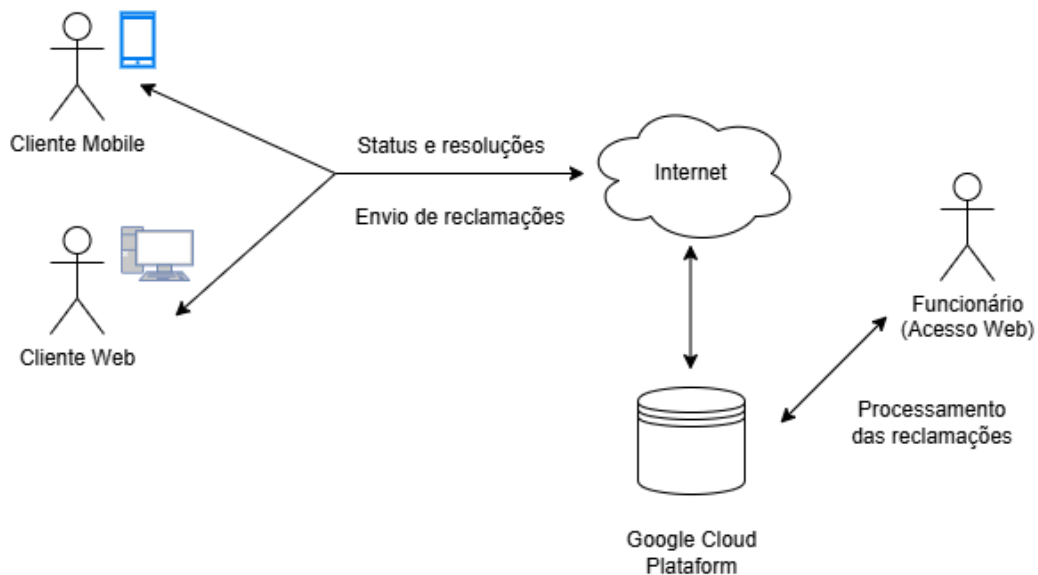 Cliente Mobile
Status e resoluções
Envio de reclamações
Internet
Cliente Web
Funcionário
(Acesso Web)
Processamento
das reclamações
Google Cloud
Plataform